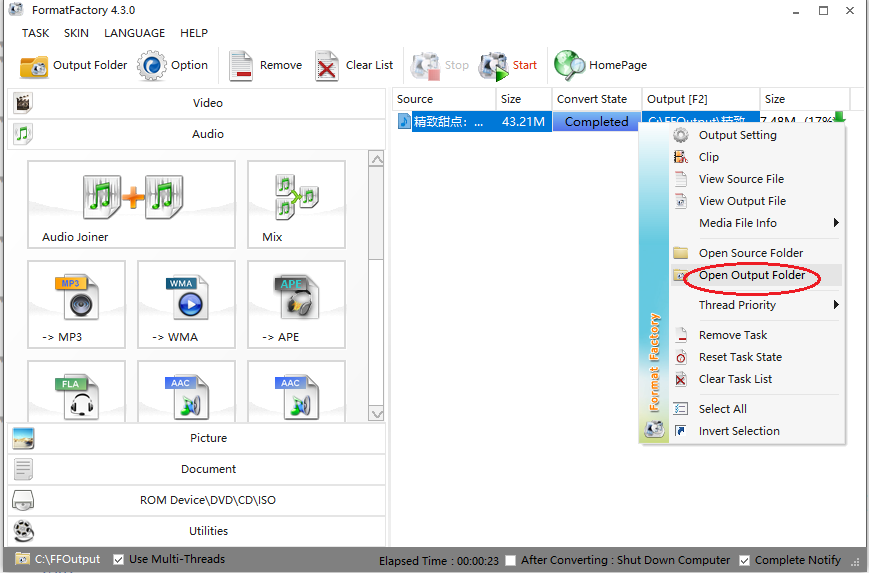 FormatFactory 4.3.0
TASK SKIN LANGUAGE HELP
Output Folder Option Remove Clear List Stop Start HomePage
Video
Audio
Audio Joiner
Mix
MP3
-> MP3
WMA
-> WMA
APE
-> APE
FLA
AAC
AAC
Picture
Document
ROM Device\DVD\CD\ISO
Utilities
Source Size Convert State Output [F2] Size
精致甜点：... 43.21M Completed C:\FFOutput\精致 7.48M (17%)
Output Setting
Clip
View Source File
View Output File
Media File Info
Open Source Folder
Open Output Folder
Thread Priority
Remove Task
Reset Task State
Clear Task List
Select All
Invert Selection
Format Factory
C:\FFOutput Use Multi-Threads Elapsed Time : 00:00:23 After Converting : Shut Down Computer Complete Notify